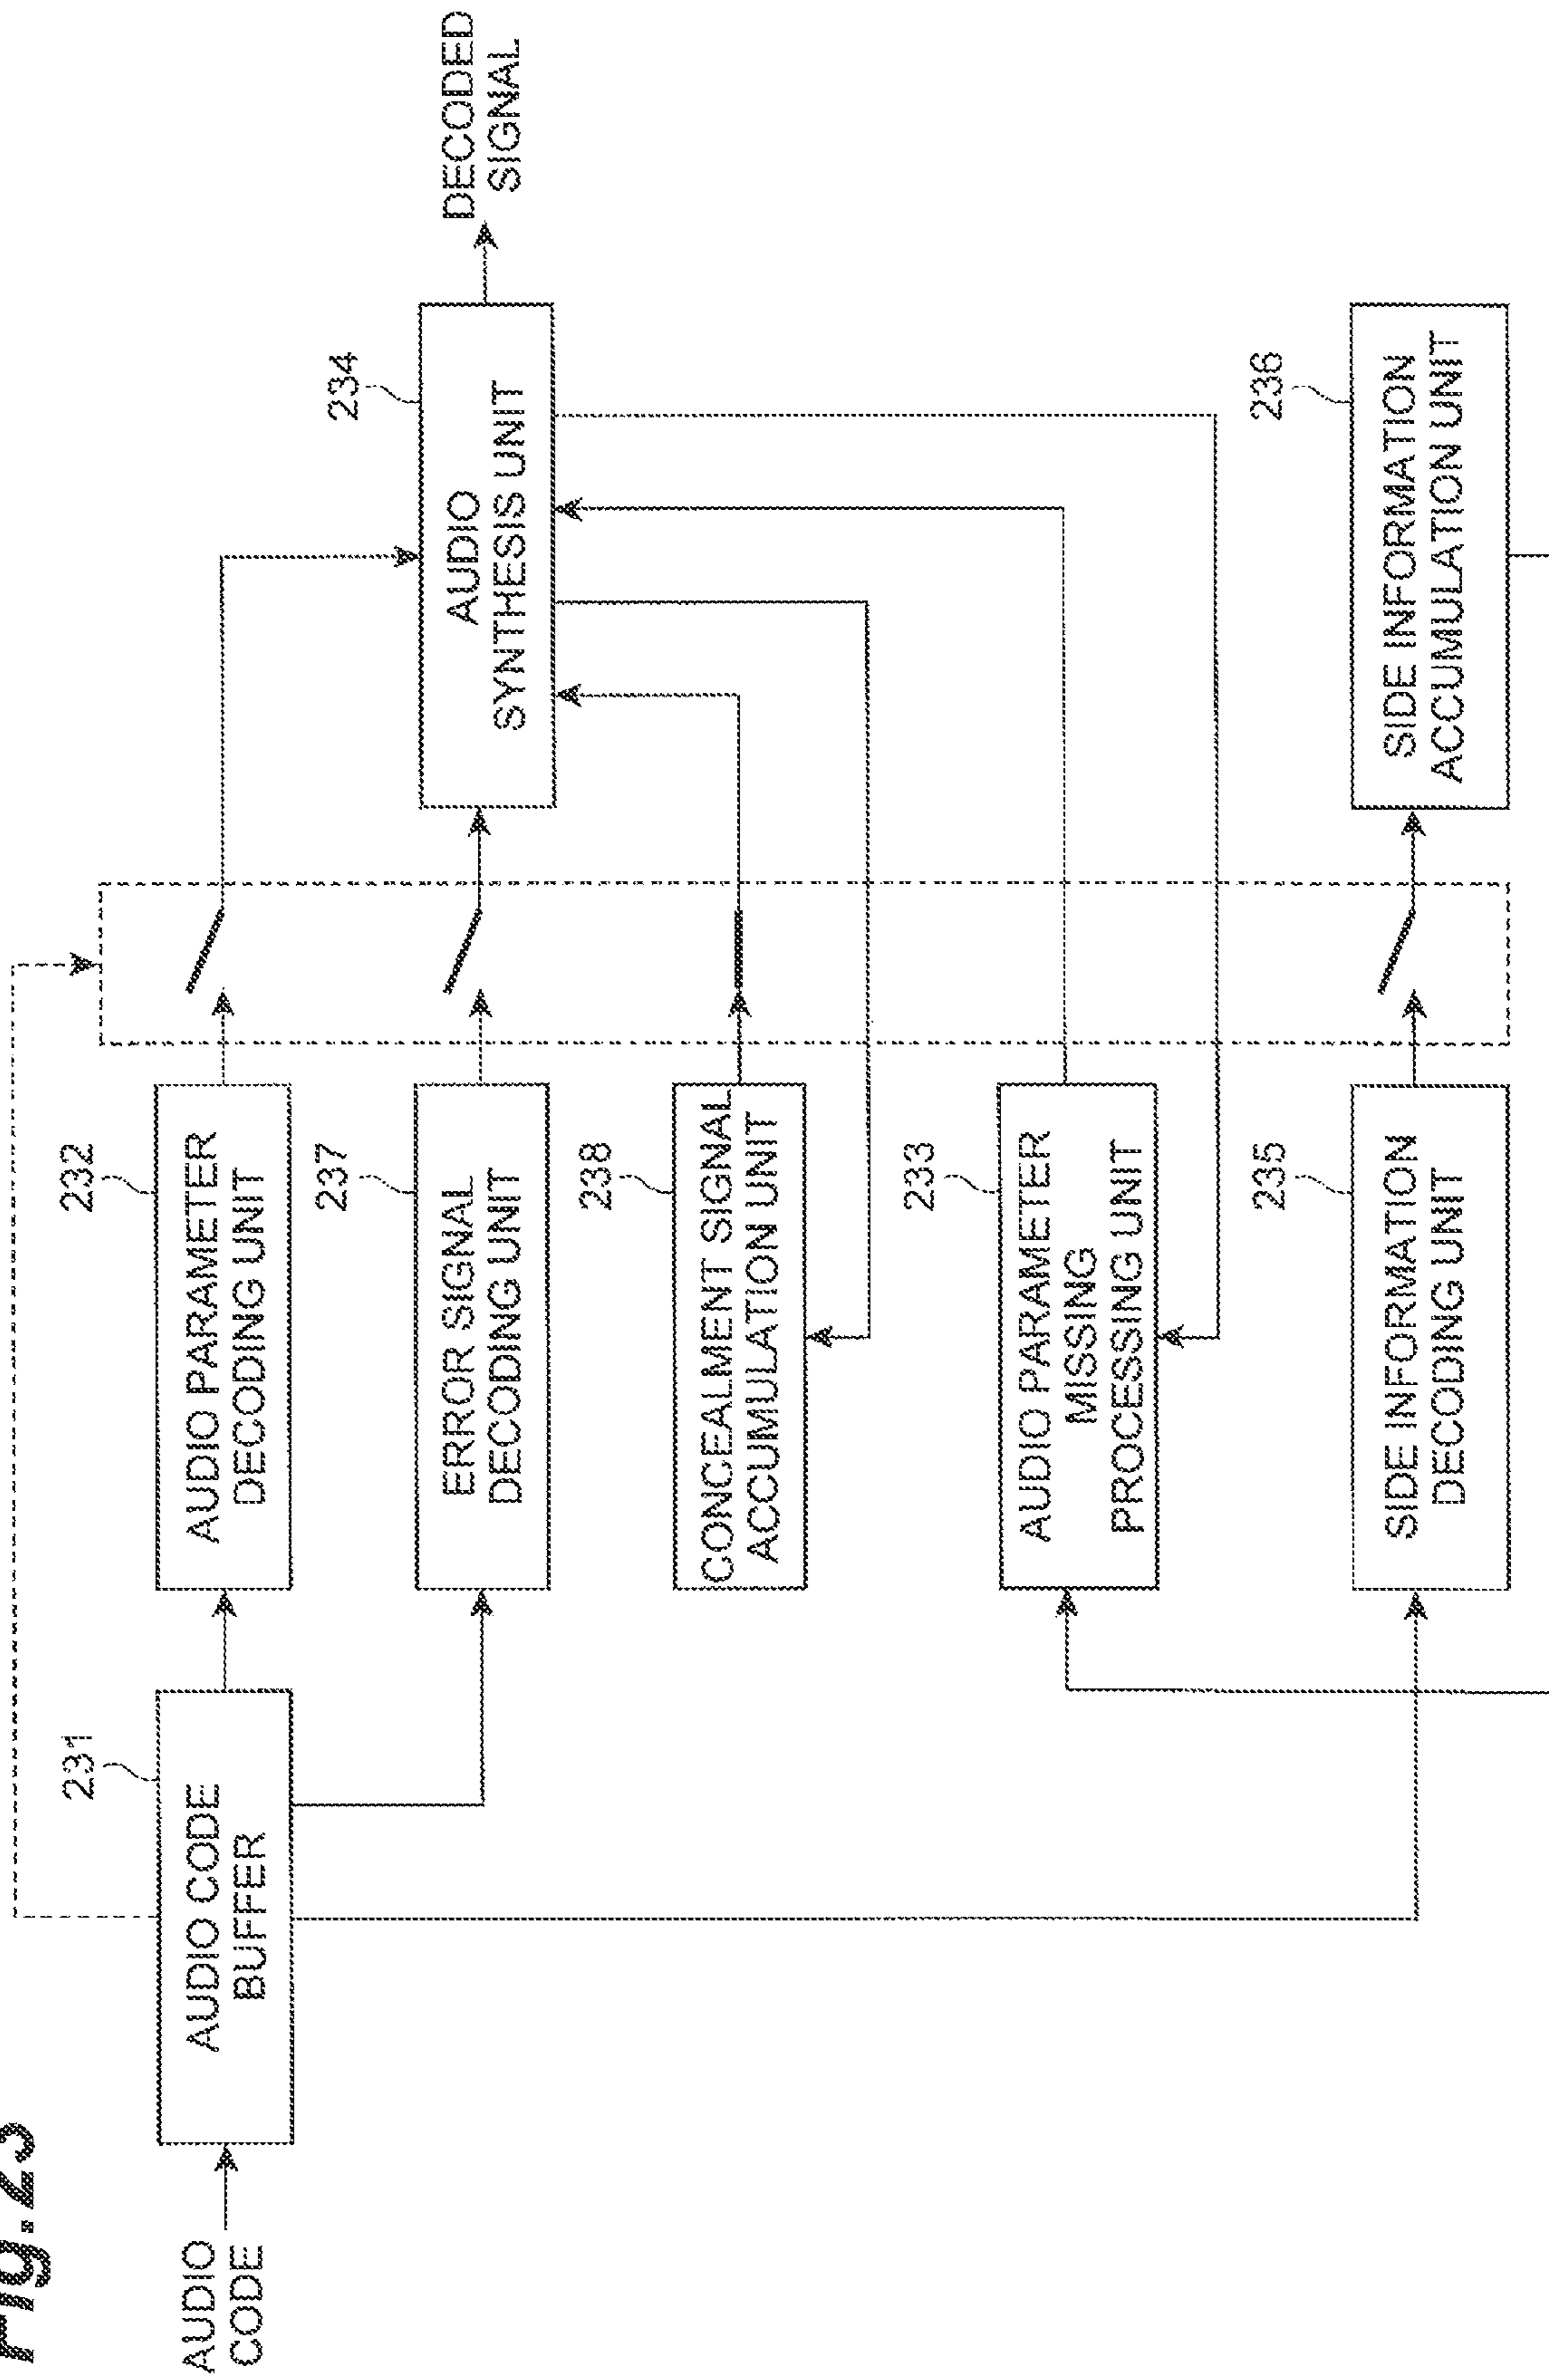 Fig.23
AUDIO
CODE
231
AUDIO CODE
BUFFER
232
AUDIO PARAMETER
DECODING UNIT
237
ERROR SIGNAL
DECODING UNIT
238
CONCEALMENT SIGNAL
ACCUMULATION UNIT
233
AUDIO PARAMETER
MISSING
PROCESSING UNIT
235
SIDE INFORMATION
DECODING UNIT
234
AUDIO
SYNTHESIS UNIT
DECODED
SIGNAL
236
SIDE INFORMATION
ACCUMULATION UNIT